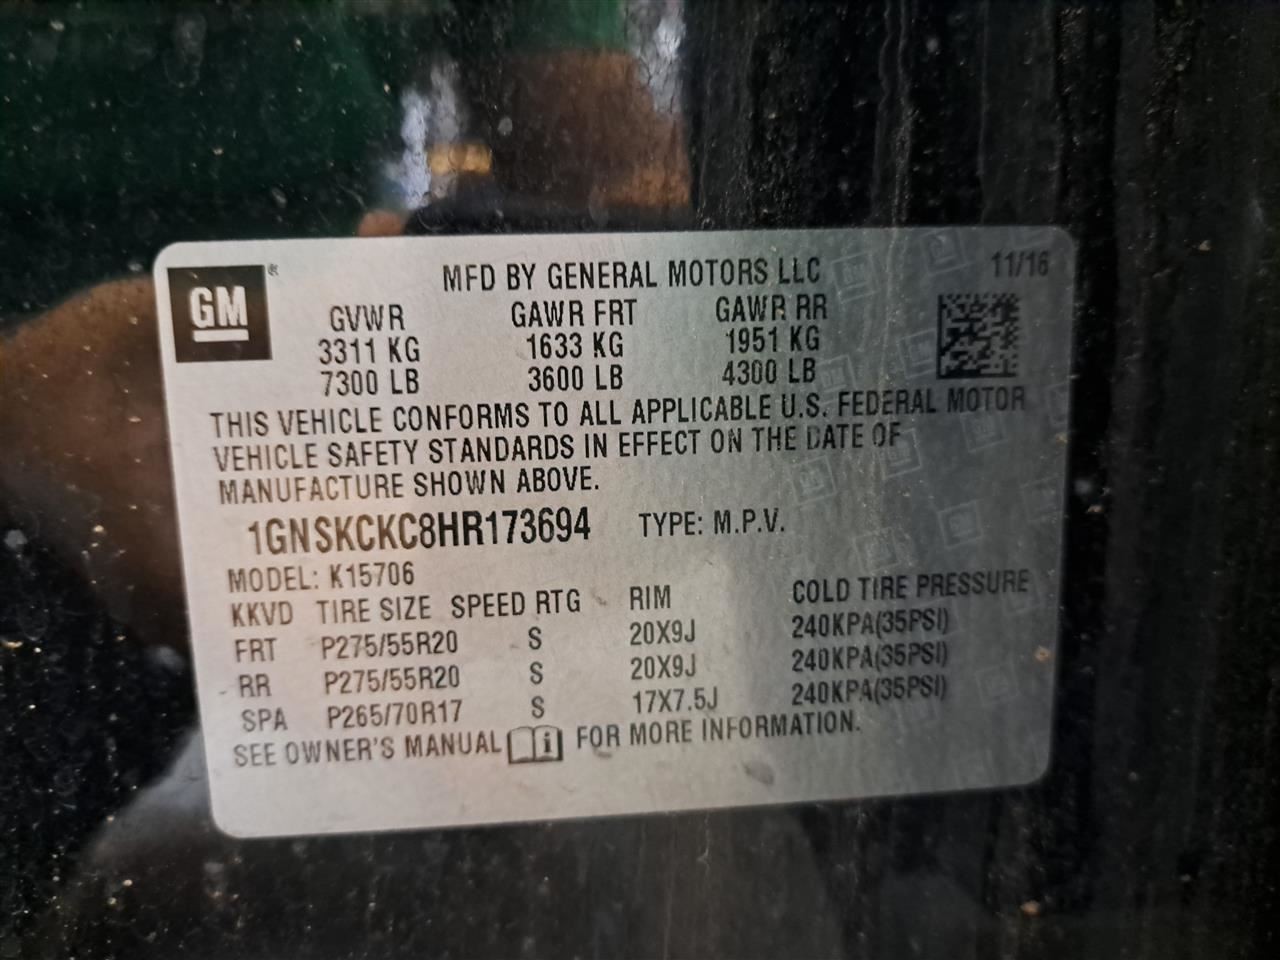 GM ®
MFD BY GENERAL MOTORS LLC 11/16
GVWR GAWR FRT GAWR RR
3311 KG 1633 KG 1951 KG
7300 LB 3600 LB 4300 LB
THIS VEHICLE CONFORMS TO ALL APPLICABLE U.S. FEDERAL MOTOR
VEHICLE SAFETY STANDARDS IN EFFECT ON THE DATE OF
MANUFACTURE SHOWN ABOVE.
1GNSKCKC8HR173694 TYPE: M.P.V.
MODEL: K15706
KKVD TIRE SIZE SPEED RTG RIM COLD TIRE PRESSURE
FRT P275/55R20 S 20X9J 240KPA(35PSI)
RR P275/55R20 S 20X9J 240KPA(35PSI)
SPA P265/70R17 S 17X7.5J 240KPA(35PSI)
SEE OWNER'S MANUAL i FOR MORE INFORMATION.